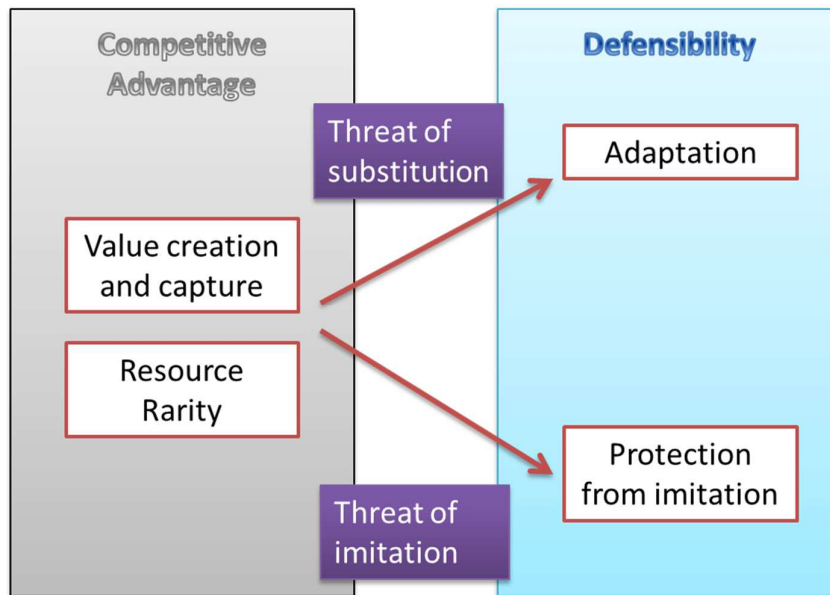 Competitive
Advantage
Defensibility
Threat of
substitution
Adaptation
Value creation
and capture
Resource
Rarity
Protection
from imitation
Threat of
imitation